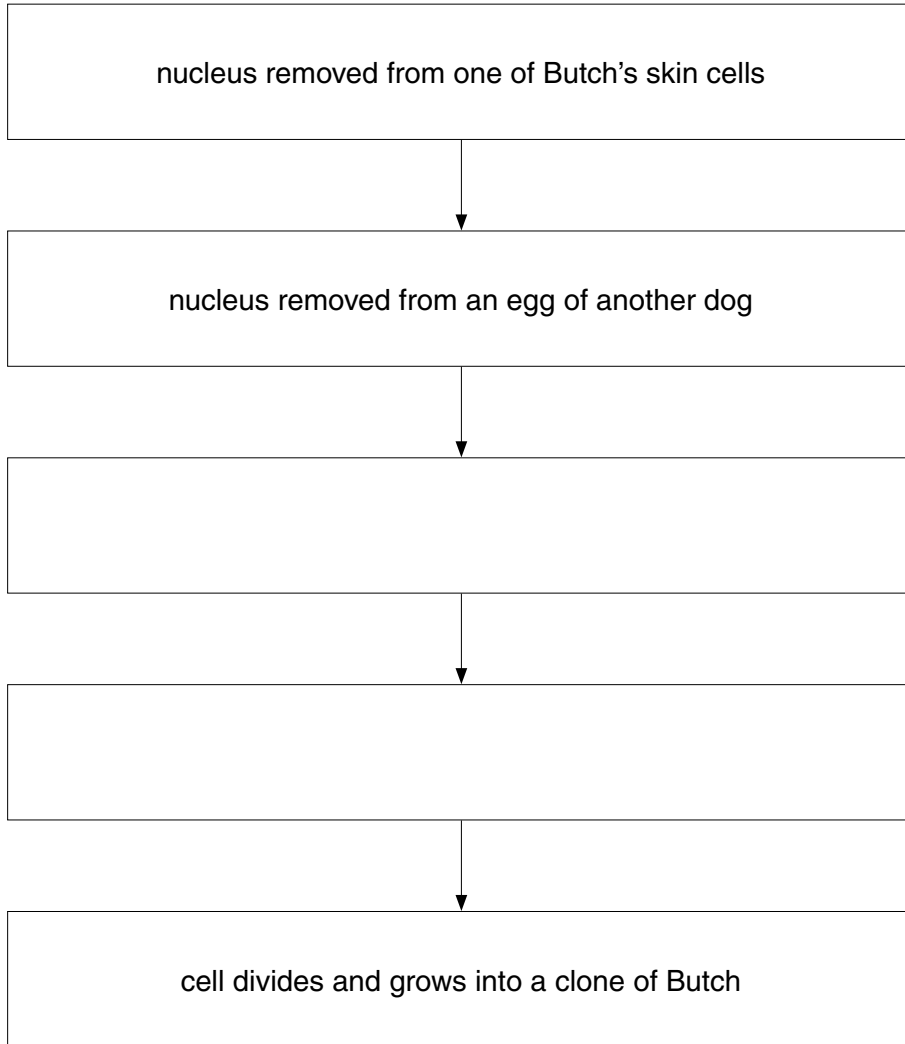 nucleus removed from one of Butch’s skin cells
nucleus removed from an egg of another dog
cell divides and grows into a clone of Butch